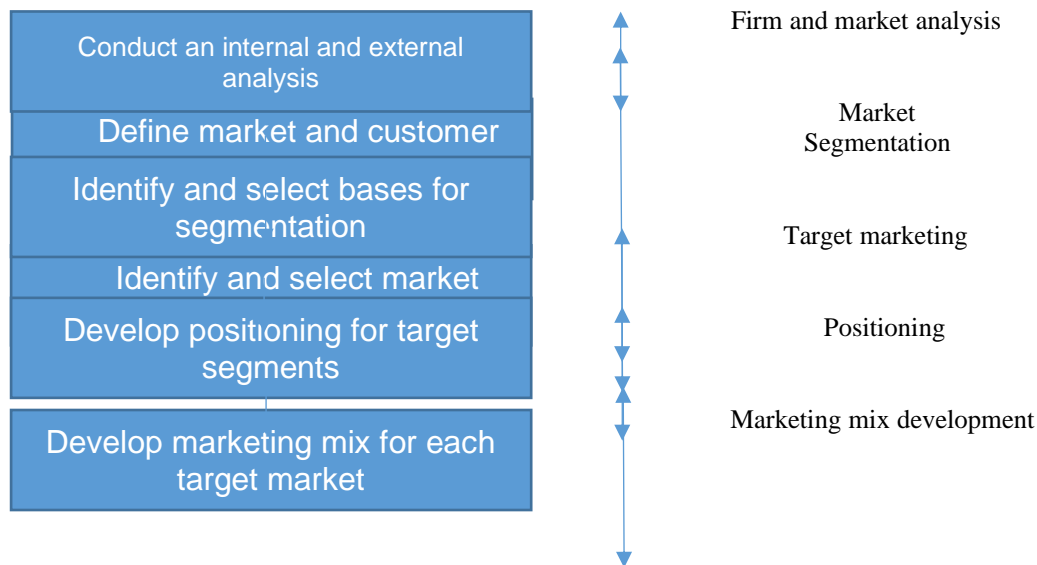 Conduct an internal and external
analysis
Define market and customer
Identify and select bases for
segmentation
Identify and select market
Develop positioning for target
segments
Develop marketing mix for each
target market
Firm and market analysis
Market
Segmentation
Target marketing
Positioning
Marketing mix development